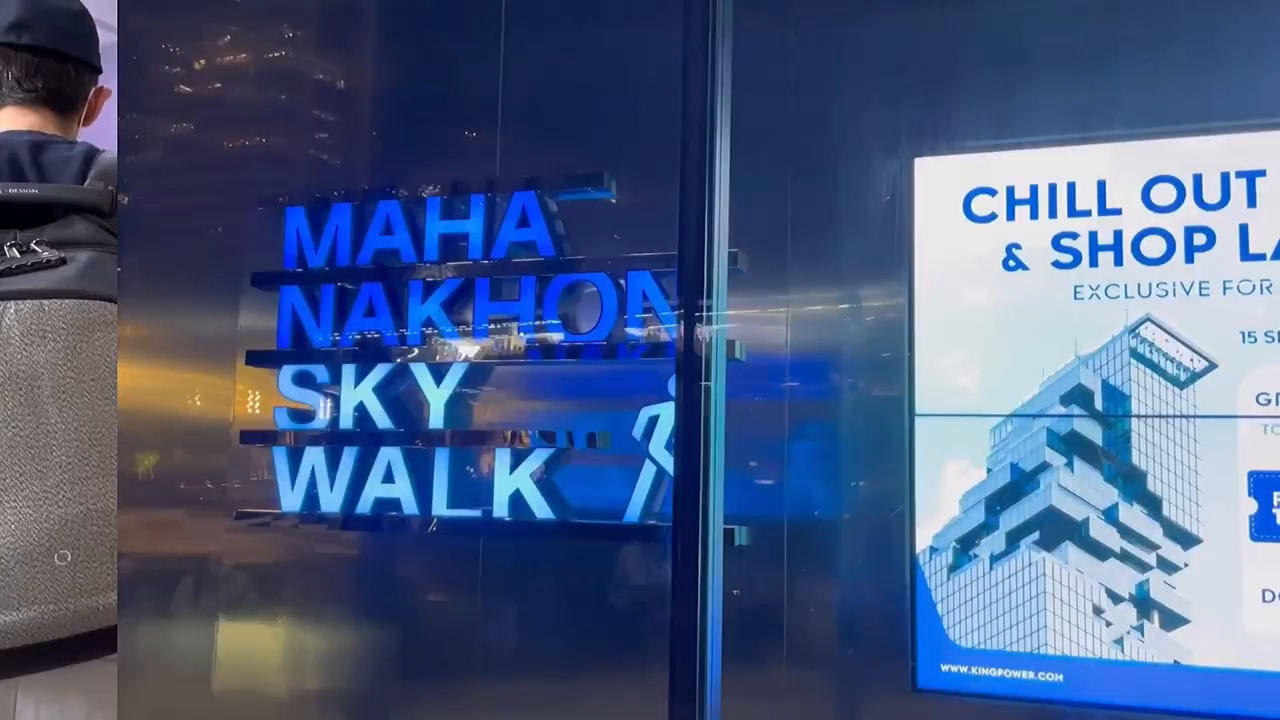 MAHA
NAKHON
SKY
WALK
CHILL OUT
& SHOP
EXCLUSIVE FOR
15
WWW.KINGPOWER.COM